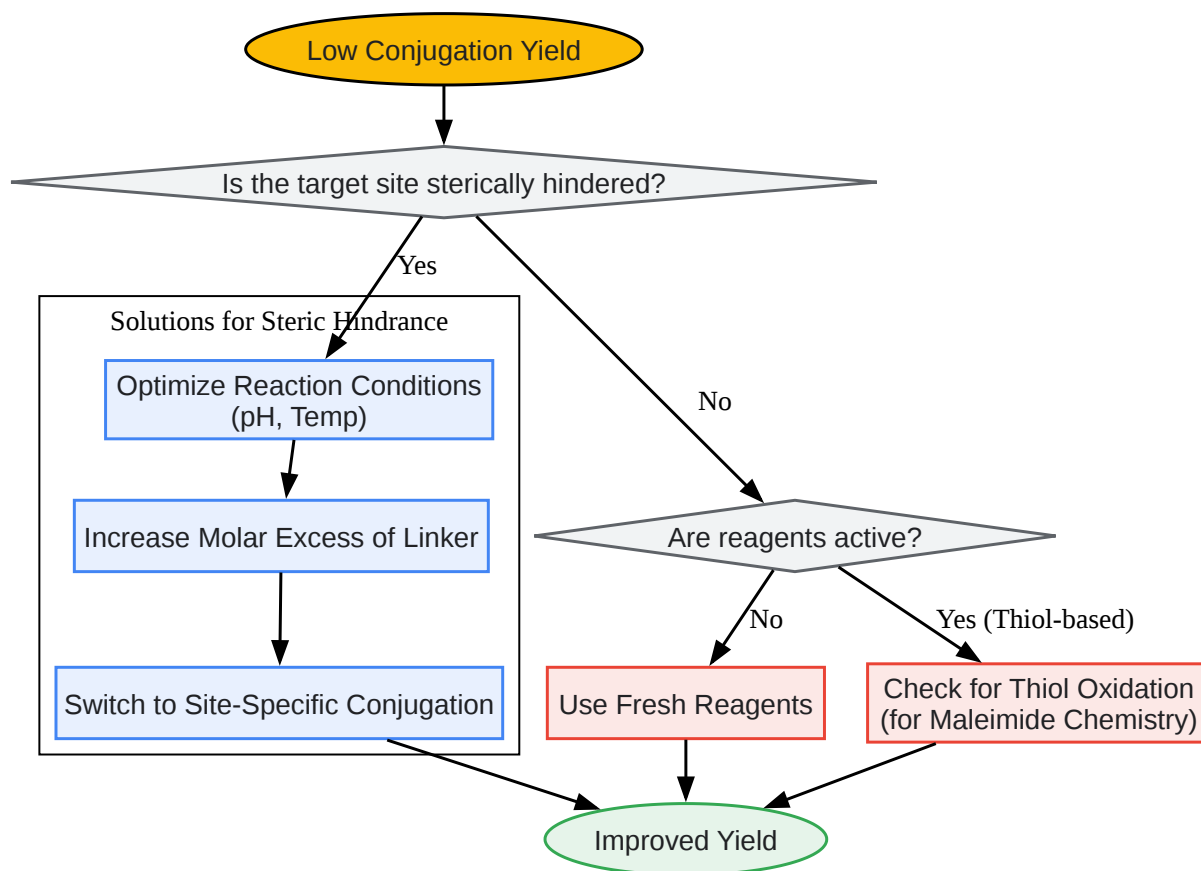 Low Conjugation Yield
Is the target site sterically hindered?
Yes
Solutions for Steric Hindrance
Optimize Reaction Conditions
(pH, Temp)
No
Increase Molar Excess of Linker
Are reagents active?
No
Yes (Thiol-based)
Switch to Site-Specific Conjugation
Use Fresh Reagents
Check for Thiol Oxidation
(for Maleimide Chemistry)
Improved Yield